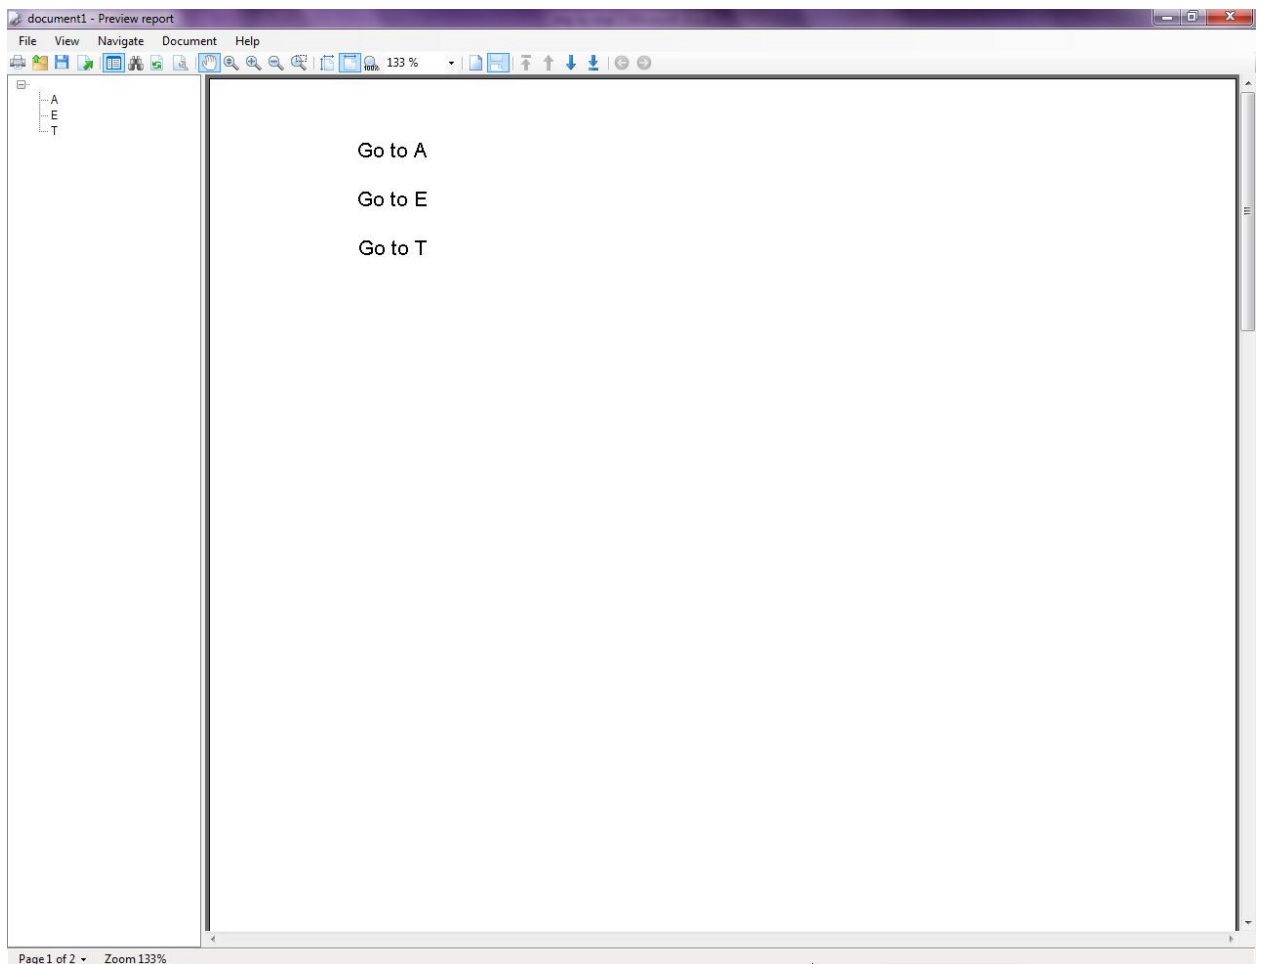 document1 - Preview report
File View Navigate Document Help
100% 133 %
A
E
T
Go to A
Go to E
Go to T
Page 1 of 2 Zoom 133%